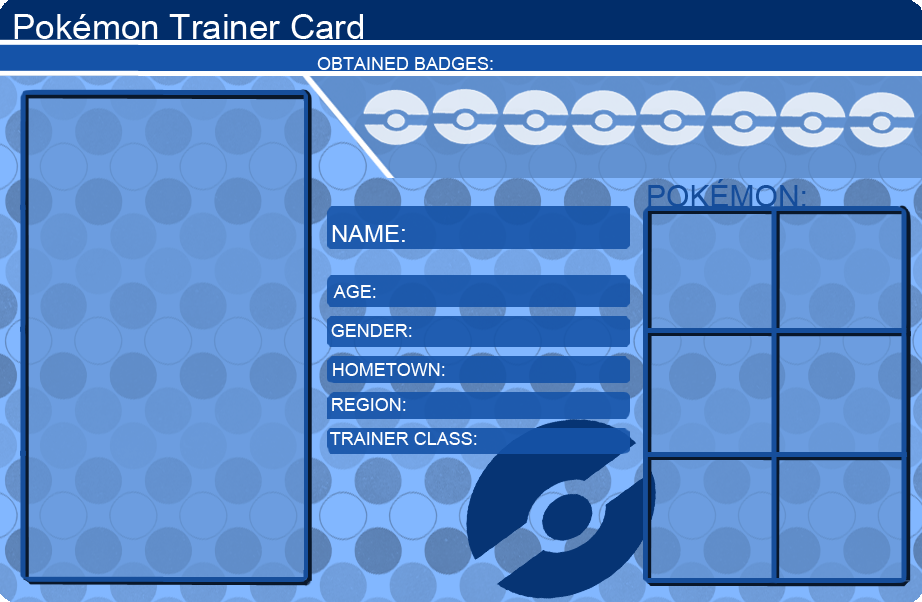 Pokémon Trainer Card
OBTAINED BADGES:
POKÉMON:
NAME:
AGE:
GENDER:
HOMETOWN:
REGION:
TRAINER CLASS: